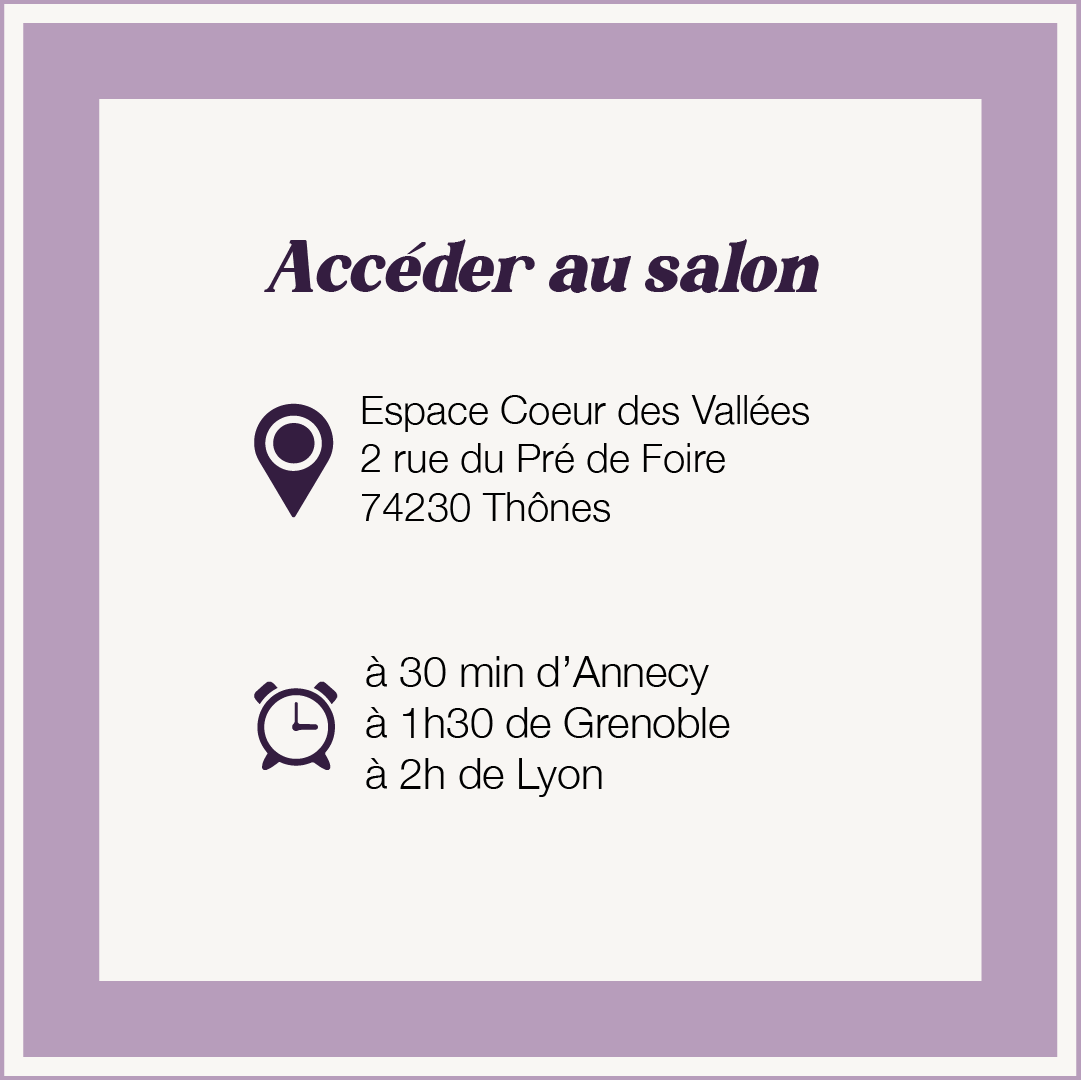 Accéder au salon
Espace Coeur des Vallées
2 rue du Pré de Foire
74230 Thônes
à 30 min d’Annecy
à 1h30 de Grenoble
à 2h de Lyon